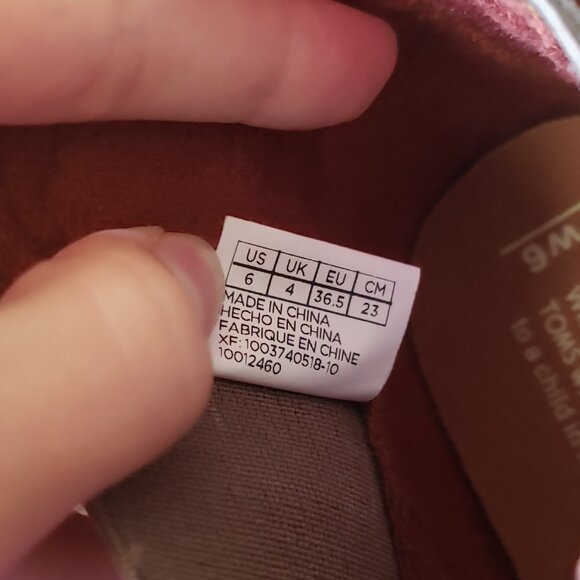 US UK EU CM
6 4 36.5 23
MADE IN CHINA
HECHO EN CHINA
FABRIQUE EN CHINE
XF: 1003740518-10
10012460
W 6
TOMS
to a child in